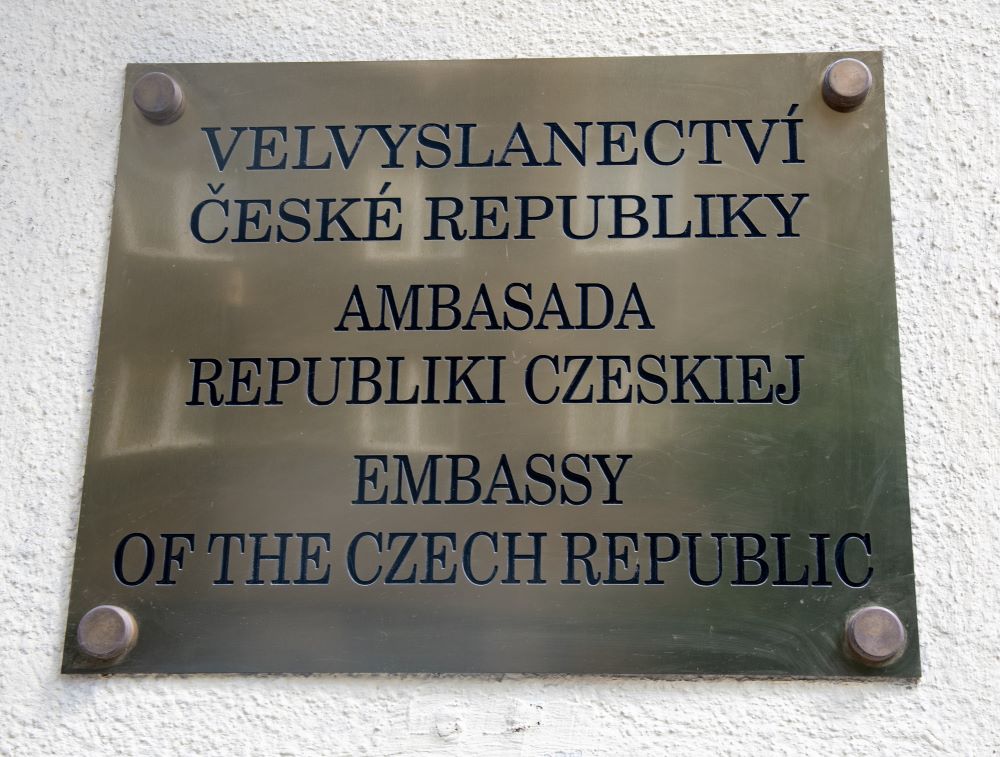 VELVYSLANECTVÍ
ČESKÉ REPUBLIKY
AMBASADA
REPUBLIKI CZESKIEJ
EMBASSY
OF THE CZECH REPUBLIC